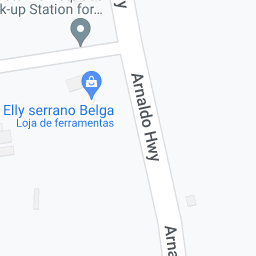 k-up Station for...
Elly serrano Belga
Loja de ferramentas
Arnaldo Hwy
Arna